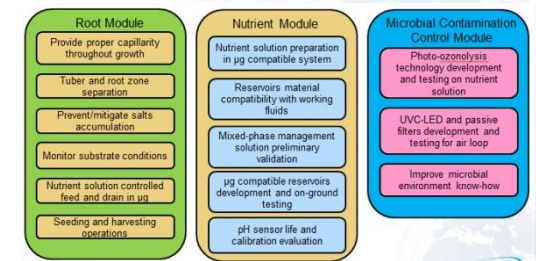 Root Module
Provide proper capillarity
throughout growth
Tuber and root zone
separation
Prevent/mitigate salts
accumulation
Monitor substrate conditions
Nutrient solution controlled
feed and drain in µg
Seeding and harvesting
operations
Nutrient Module
Nutrient solution preparation
in µg compatible system
Reservoirs material
compatibility with working
fluids
Mixed-phase management
solution preliminary
validation
µg compatible reservoirs
development and on-ground
testing
pH sensor life and
calibration evaluation
Microbial Contamination
Control Module
Photo-ozonolysis
technology development
and testing on nutrient
solution
UVC-LED and passive
filters development and
testing for air loop
Improve microbial
environment know-how